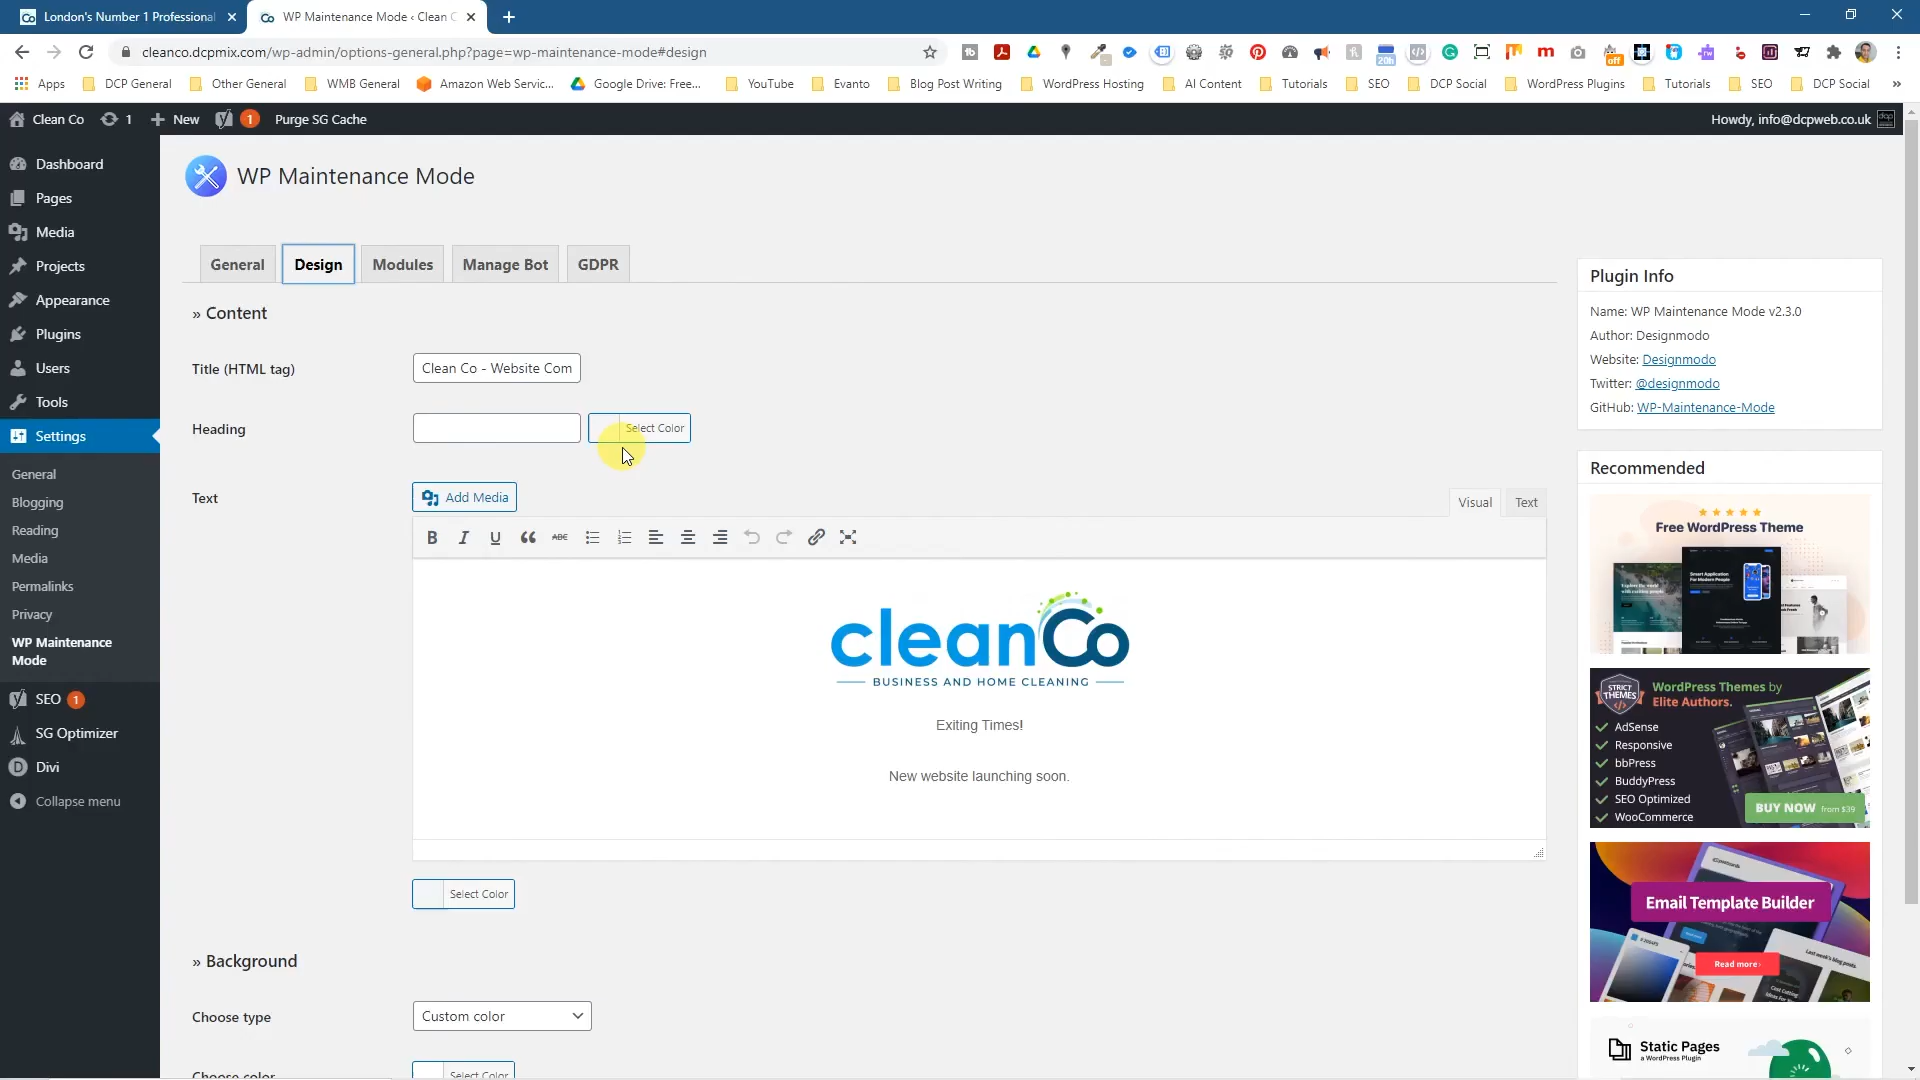 London's Number 1 Professional
WP Maintenance Mode ‹ Clean C
cleanco.dcpmix.com/wp-admin/options-general.php?page=wp-maintenance-mode#design
20h
off
Apps
DCP General
Other General
WMB General
Amazon Web Servic...
Google Drive: Free...
YouTube
Evanto
Blog Post Writing
WordPress Hosting
AI Content
Tutorials
SEO
DCP Social
WordPress Plugins
Tutorials
SEO
DCP Social
»
Clean Co
1
New
1
Purge SG Cache
Howdy, info@dcpweb.co.uk
Dashboard
Pages
Media
Projects
Appearance
Plugins
Users
Tools
Settings
General
Blogging
Reading
Media
Permalinks
Privacy
WP Maintenance
Mode
SEO 1
SG Optimizer
Divi
Collapse menu
WP Maintenance Mode
General
Design
Modules
Manage Bot
GDPR
» Content
Title (HTML tag)
Clean Co - Website Com
Heading
Select Color
Text
Add Media
Visual
Text
B I U ABC
cleanCo
BUSINESS AND HOME CLEANING
Exiting Times!
New website launching soon.
Select Color
» Background
Choose type
Custom color
Choose color
Select Color
Plugin Info
Name: WP Maintenance Mode v2.3.0
Author: Designmodo
Website: Designmodo
Twitter: @designmodo
GitHub: WP-Maintenance-Mode
Recommended
Free WordPress Theme
STRICT
THEMES
WordPress Themes by
Elite Authors.
AdSense
Responsive
bbPress
BuddyPress
SEO Optimized
WooCommerce
BUY NOW from $39
Email Template Builder
Read more ›
Static Pages
a WordPress Plugin